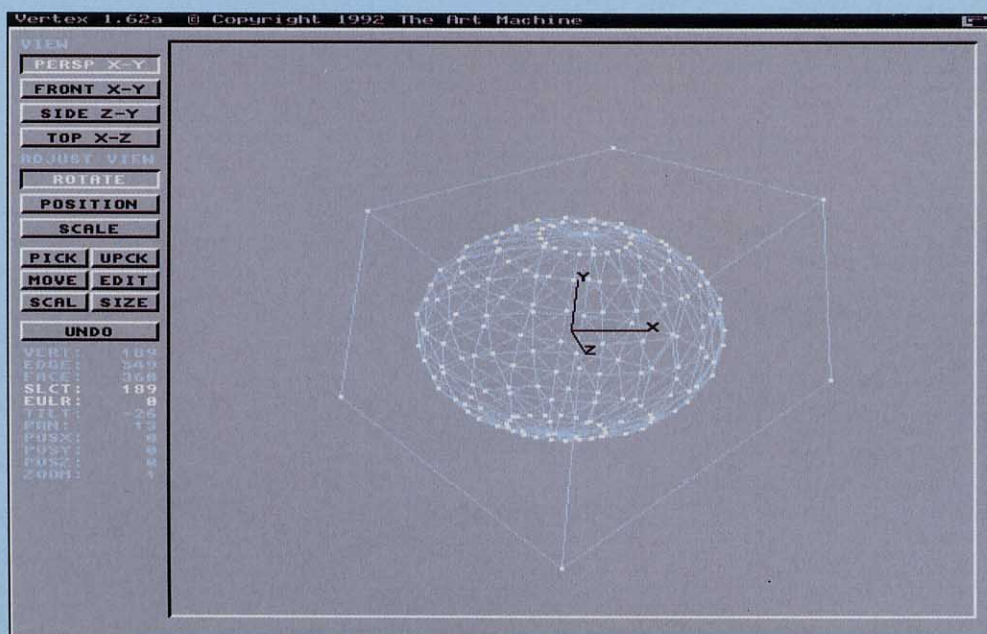 Vertex 1.62a © Copyright 1992 The Art Machine
VIEW
PERSP X-Y
FRONT X-Y
SIDE Z-Y
TOP X-Z
ADJUST VIEW
ROTATE
POSITION
SCALE
PICK UPCK
MOVE EDIT
SCAL SIZE
UNDO
VERT: 189
EDGE: 549
FACE: 360
SLCT: 189
EULR: 0
TILT: -26
PAN: 13
POSX: 0
POSY: 0
POSZ: 0
ZOOM: 1
Y
X
Z